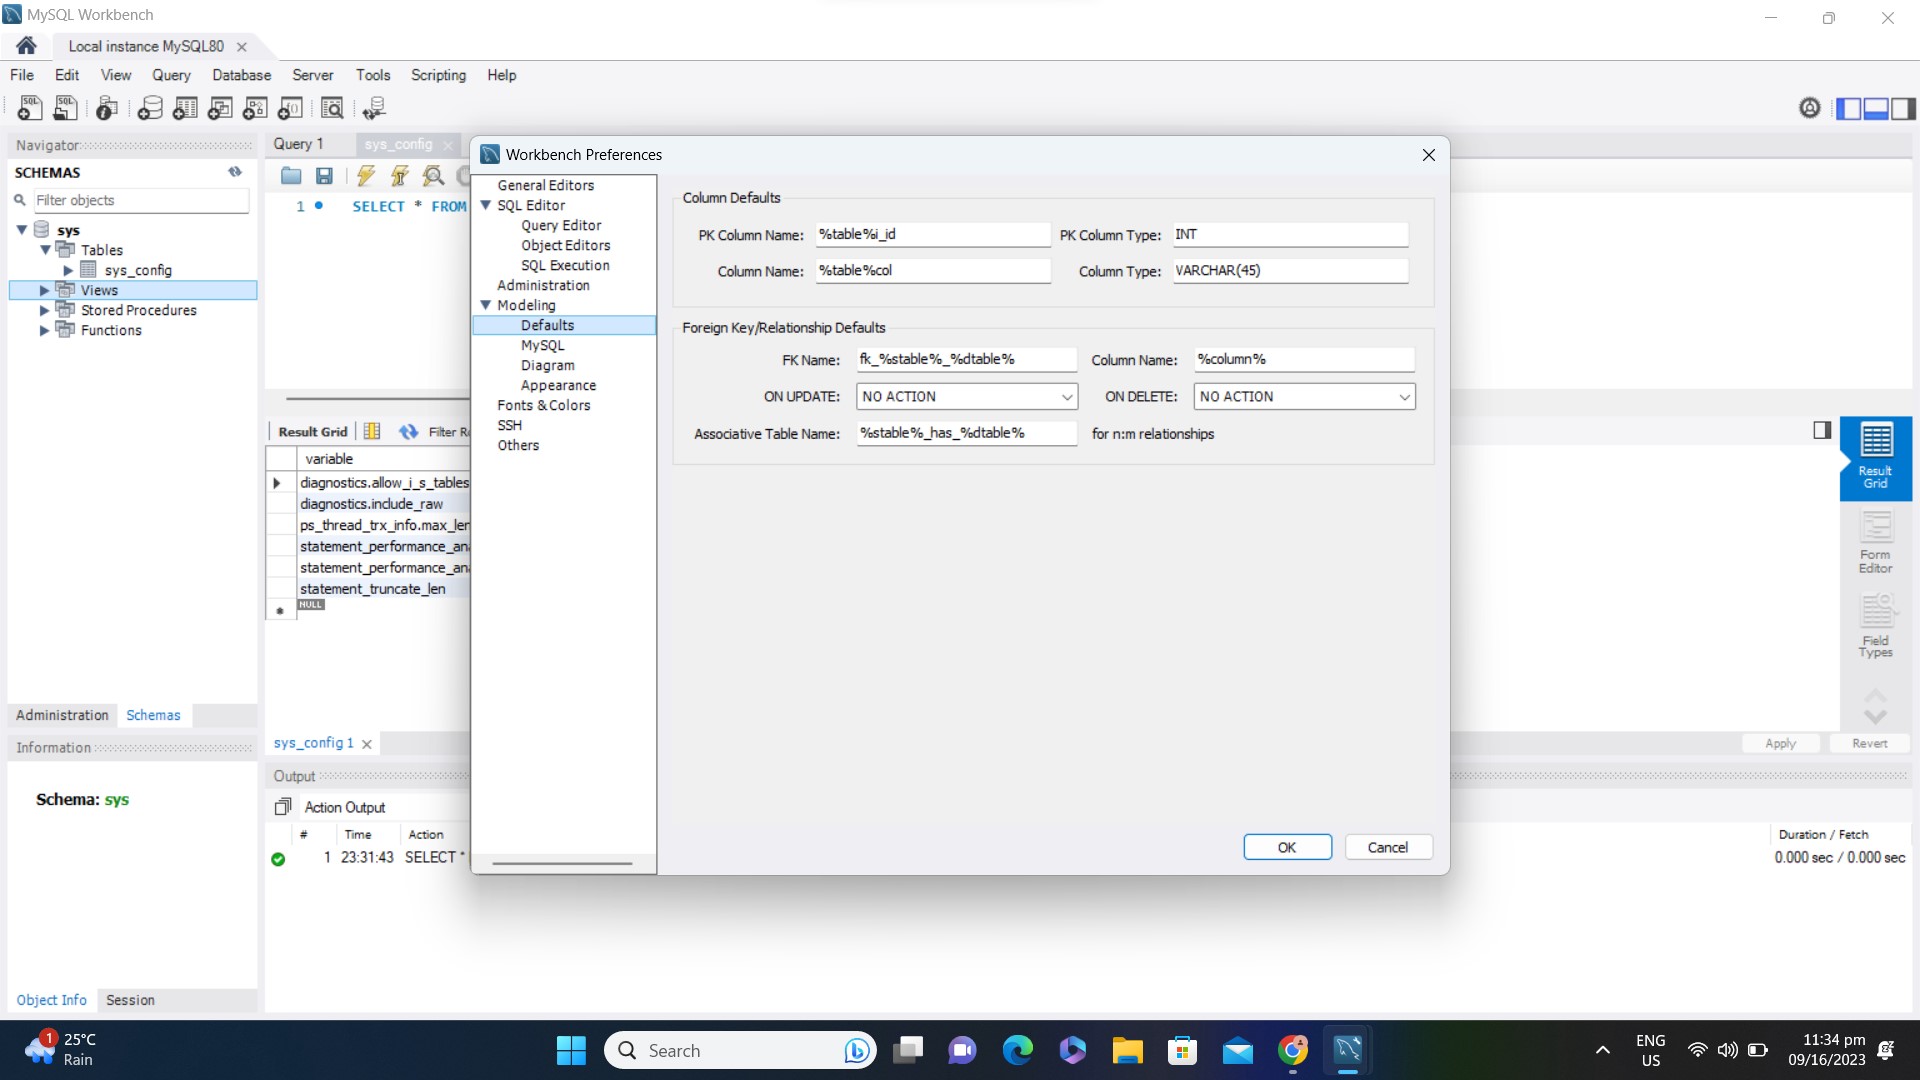 MySQL Workbench
Local instance MySQL80
File Edit View Query Database Server Tools Scripting Help
Navigator
SCHEMAS
Filter objects
sys
Tables
sys_config
Views
Stored Procedures
Functions
Administration Schemas
Information
Schema: sys
Object Info Session
Query 1 sys_config
1 SELECT * FROM
Result Grid Filter
variable
diagnostics.allow_i_s_tables
diagnostics.include_raw
ps_thread_trx_info.max_len
statement_performance_ana
statement_performance_ana
statement_truncate_len
NULL
sys_config 1
Output
Action Output
# Time Action
1 23:31:43 SELECT *
Workbench Preferences
General Editors
SQL Editor
Query Editor
Object Editors
SQL Execution
Administration
Modeling
Defaults
MySQL
Diagram
Appearance
Fonts & Colors
SSH
Others
Column Defaults
PK Column Name: %table%i_id PK Column Type: INT
Column Name: %table%col Column Type: VARCHAR(45)
Foreign Key/Relationship Defaults
FK Name: fk_%stable%_%dtable% Column Name: %column%
ON UPDATE: NO ACTION ON DELETE: NO ACTION
Associative Table Name: %stable%_has_%dtable% for n:m relationships
OK Cancel
Result
Grid
Form
Editor
Field
Types
Apply Revert
Duration / Fetch
0.000 sec / 0.000 sec
1
25°C
Rain
Search
ENG
US
11:34 pm
09/16/2023